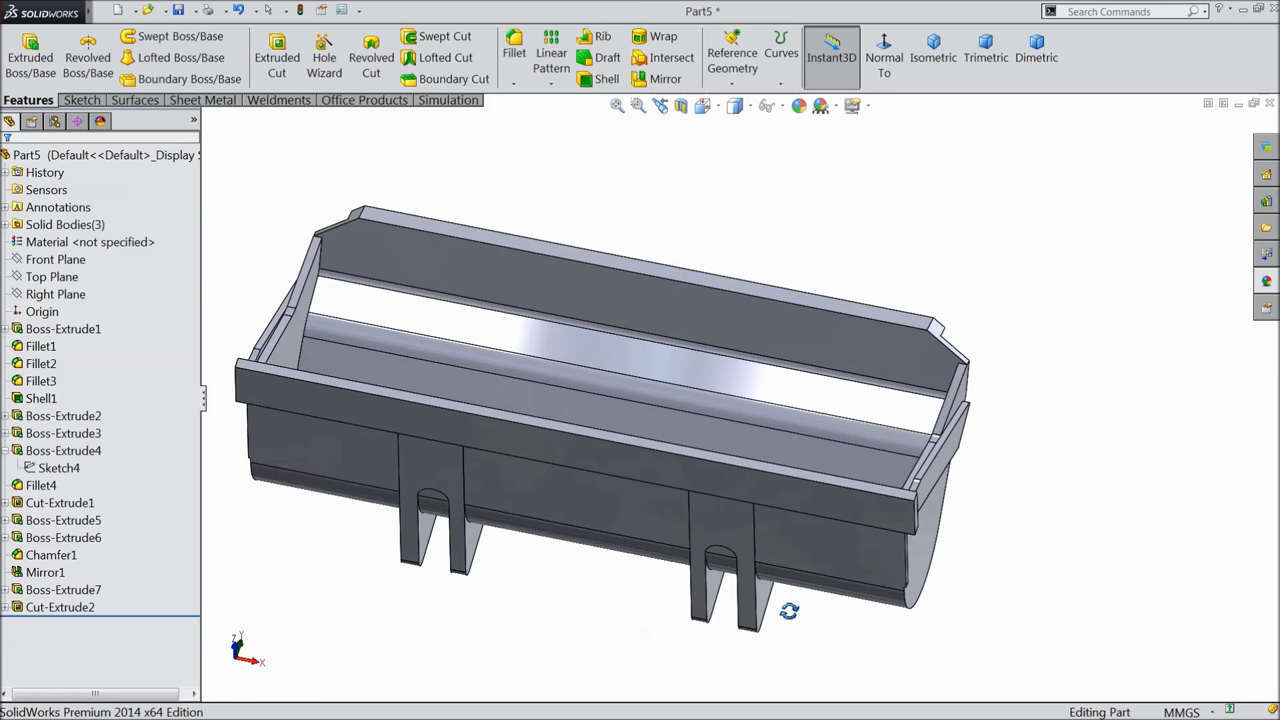 SOLIDWORKS
Part5 *
Search Commands
Extruded Boss/Base
Revolved Boss/Base
Swept Boss/Base
Lofted Boss/Base
Boundary Boss/Base
Extruded Cut
Hole Wizard
Revolved Cut
Swept Cut
Lofted Cut
Boundary Cut
Fillet
Linear Pattern
Rib
Draft
Shell
Wrap
Intersect
Mirror
Reference Geometry
Curves
Instant3D
Normal To
Isometric
Trimetric
Dimetric
Features
Sketch
Surfaces
Sheet Metal
Weldments
Office Products
Simulation
Part5 (Default<<Default>_Display S
History
Sensors
Annotations
Solid Bodies(3)
Material <not specified>
Front Plane
Top Plane
Right Plane
Origin
Boss-Extrude1
Fillet1
Fillet2
Fillet3
Shell1
Boss-Extrude2
Boss-Extrude3
Boss-Extrude4
Sketch4
Fillet4
Cut-Extrude1
Boss-Extrude5
Boss-Extrude6
Chamfer1
Mirror1
Boss-Extrude7
Cut-Extrude2
Z Y
X
SolidWorks Premium 2014 x64 Edition
Editing Part
MMGS